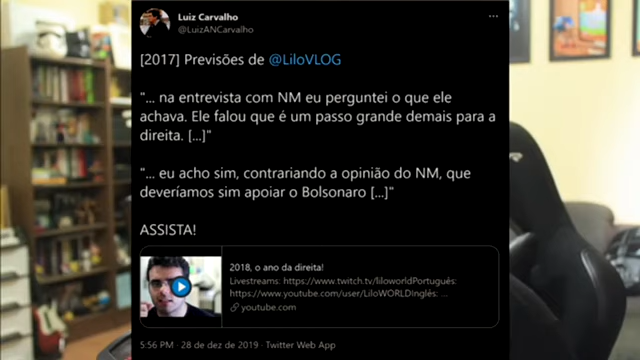 Luiz Carvalho
@LuizANCarvalho
[2017] Previsões de @LiloVLOG
"... na entrevista com NM eu perguntei o que ele
achava. Ele falou que é um passo grande demais para a
direita. [...]"
"... eu acho sim, contrariando a opinião do NM, que
deveríamos sim apoiar o Bolsonaro [...]"
ASSISTA!
2018, o ano da direita!
Livestreams: https://www.twitch.tv/liloworldPortuguês:
https://www.youtube.com/user/LiloWORLDInglês: ...
youtube.com
5:56 PM · 28 de dez de 2019 · Twitter Web App